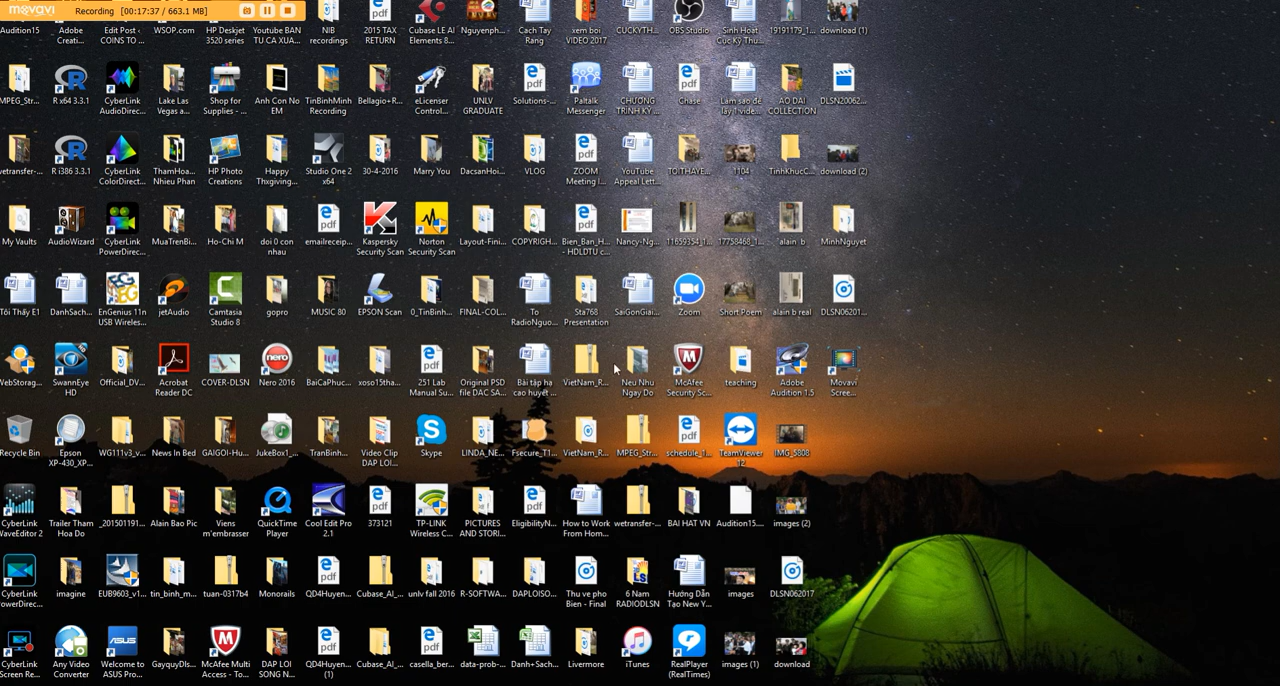 movavi Recording [00:17:37 / 663.1 MB]
Audition15
Adobe
Creati...
Edit Post ‹
COINS TO ...
WSOP.com
HP Deskjet
3520 series
Youtube BAN
TU CA XUA...
NIB
recordings
2015 TAX
RETURN
Cubase LE AI
Elements 8...
Nguyenph...
Cach Tay
Rang
xem boi
VIDEO 2017
CUCKYTH...
OBS Studio
Sinh Hoat
Cuc Ky Thu...
19191179_1...
download (1)
MPEG_Str...
R x64 3.3.1
CyberLink
AudioDirec...
Lake Las
Vegas a...
Shop for
Supplies - ...
Anh Con No
EM
TinBinhMinh
Recording
Bellagio+R...
eLicenser
Control...
UNLV
GRADUATE
Solutions-...
Paltalk
Messenger
CHƯƠNG
TRÌNH KỲ ...
Chase
Làm sao để
lấy 1 vide...
AO DAI
COLLECTION
DLSN20062...
wetransfer-...
R i386 3.3.1
CyberLink
ColorDirect...
ThamHoa...
Nhieu Phan
HP Photo
Creations
Happy
Thxgiving...
Studio One 2
x64
30-4-2016
Marry You
DacsanHoi...
VLOG
ZOOM
Meeting I...
YouTube
Appeal Lett...
TOITHAYE...
1104
TinhKhucC...
download (2)
My Vaults
AudioWizard
CyberLink
PowerDirec...
MuaTrenBi...
Ho-Chi M
doi 0 con
nhau
emailreceip...
Kaspersky
Security Scan
Norton
Security Scan
Layout-Fini...
COPYRIGH...
Bien_Ban_H...
- HDLDTU c...
Nancy-Ng...
11659354_1...
17758468_1...
alain_b
MinhNguyet
Tôi Thấy E1
DanhSach...
EnGenius 11n
USB Wireles...
jetAudio
Camtasia
Studio 8
gopro
MUSIC 80
EPSON Scan
0_TinBinh...
FINAL-COL...
To
RadioNguo...
Sta768
Presentation
SaiGonGiai...
Zoom
Short Poem
alain b real
DLSN06201...
WebStorag...
SwannEye
HD
Official_DV...
Acrobat
Reader DC
COVER-DLSN
Nero 2016
BaiCaPhuc...
xoso15tha...
251 Lab
Manual Su...
Original PSD
file DAC SA...
Bài tập hạ
cao huyết ...
VietNam_R...
Neu Nhu
Ngay Do
McAfee
Security Sc...
teaching
Adobe
Audition 1.5
Movavi
Scree...
Recycle Bin
Epson
XP-430_XP...
WG111v3_v...
News In Bed
GAIGOI-Hu...
JukeBox1_...
TranBinh...
Video Clip
DAP LOI...
Skype
LINDA_NE...
Fsecure_T1...
VietNam_R...
MPEG_Str...
schedule_1...
TeamViewer
12
IMG_5808
CyberLink
WaveEditor 2
Trailer Tham
Hoa Do
_201501191...
Alain Bao Pic
Viens
m'embrasser
QuickTime
Player
Cool Edit Pro
2.1
373121
TP-LINK
Wireless C...
PICTURES
AND STORI...
EligibilityN...
How to Work
From Hom...
wetransfer-...
BAI HAT VN
Audition15....
images (2)
CyberLink
PowerDirec...
imagine
EUB9603_v1...
tin_binh_m...
tuan-0317b4
Monorails
QD4Huyen...
Cubase_AI_...
unlv fall 2016
R-SOFTWA...
DAPLOISO...
Thu ve pho
Bien - Final
6 Nam
RADIODLSN
Hướng Dẫn
Tạo New Y...
images
DLSN062017
CyberLink
Screen Re...
Any Video
Converter
Welcome to
ASUS Pro...
GayquyDIs...
McAfee Multi
Access - To...
DAP LOI
SONG N...
QD4Huyen...
(1)
Cubase_AI_...
casella_ber...
data-prob-...
Danh+Sach...
Livermore
iTunes
RealPlayer
(RealTimes)
images (1)
download